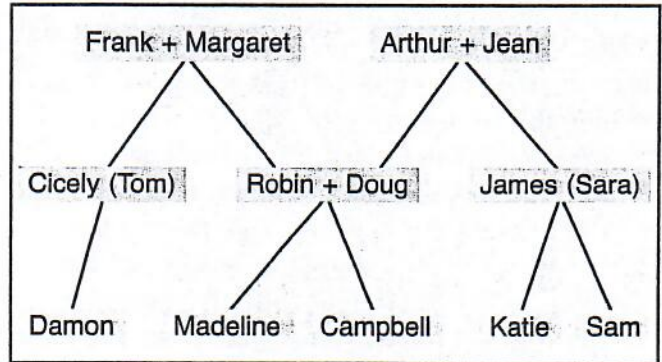 Frank + Margaret Arthur + Jean
Cicely (Tom) Robin + Doug James (Sara)
Damon Madeline Campbell Katie Sam